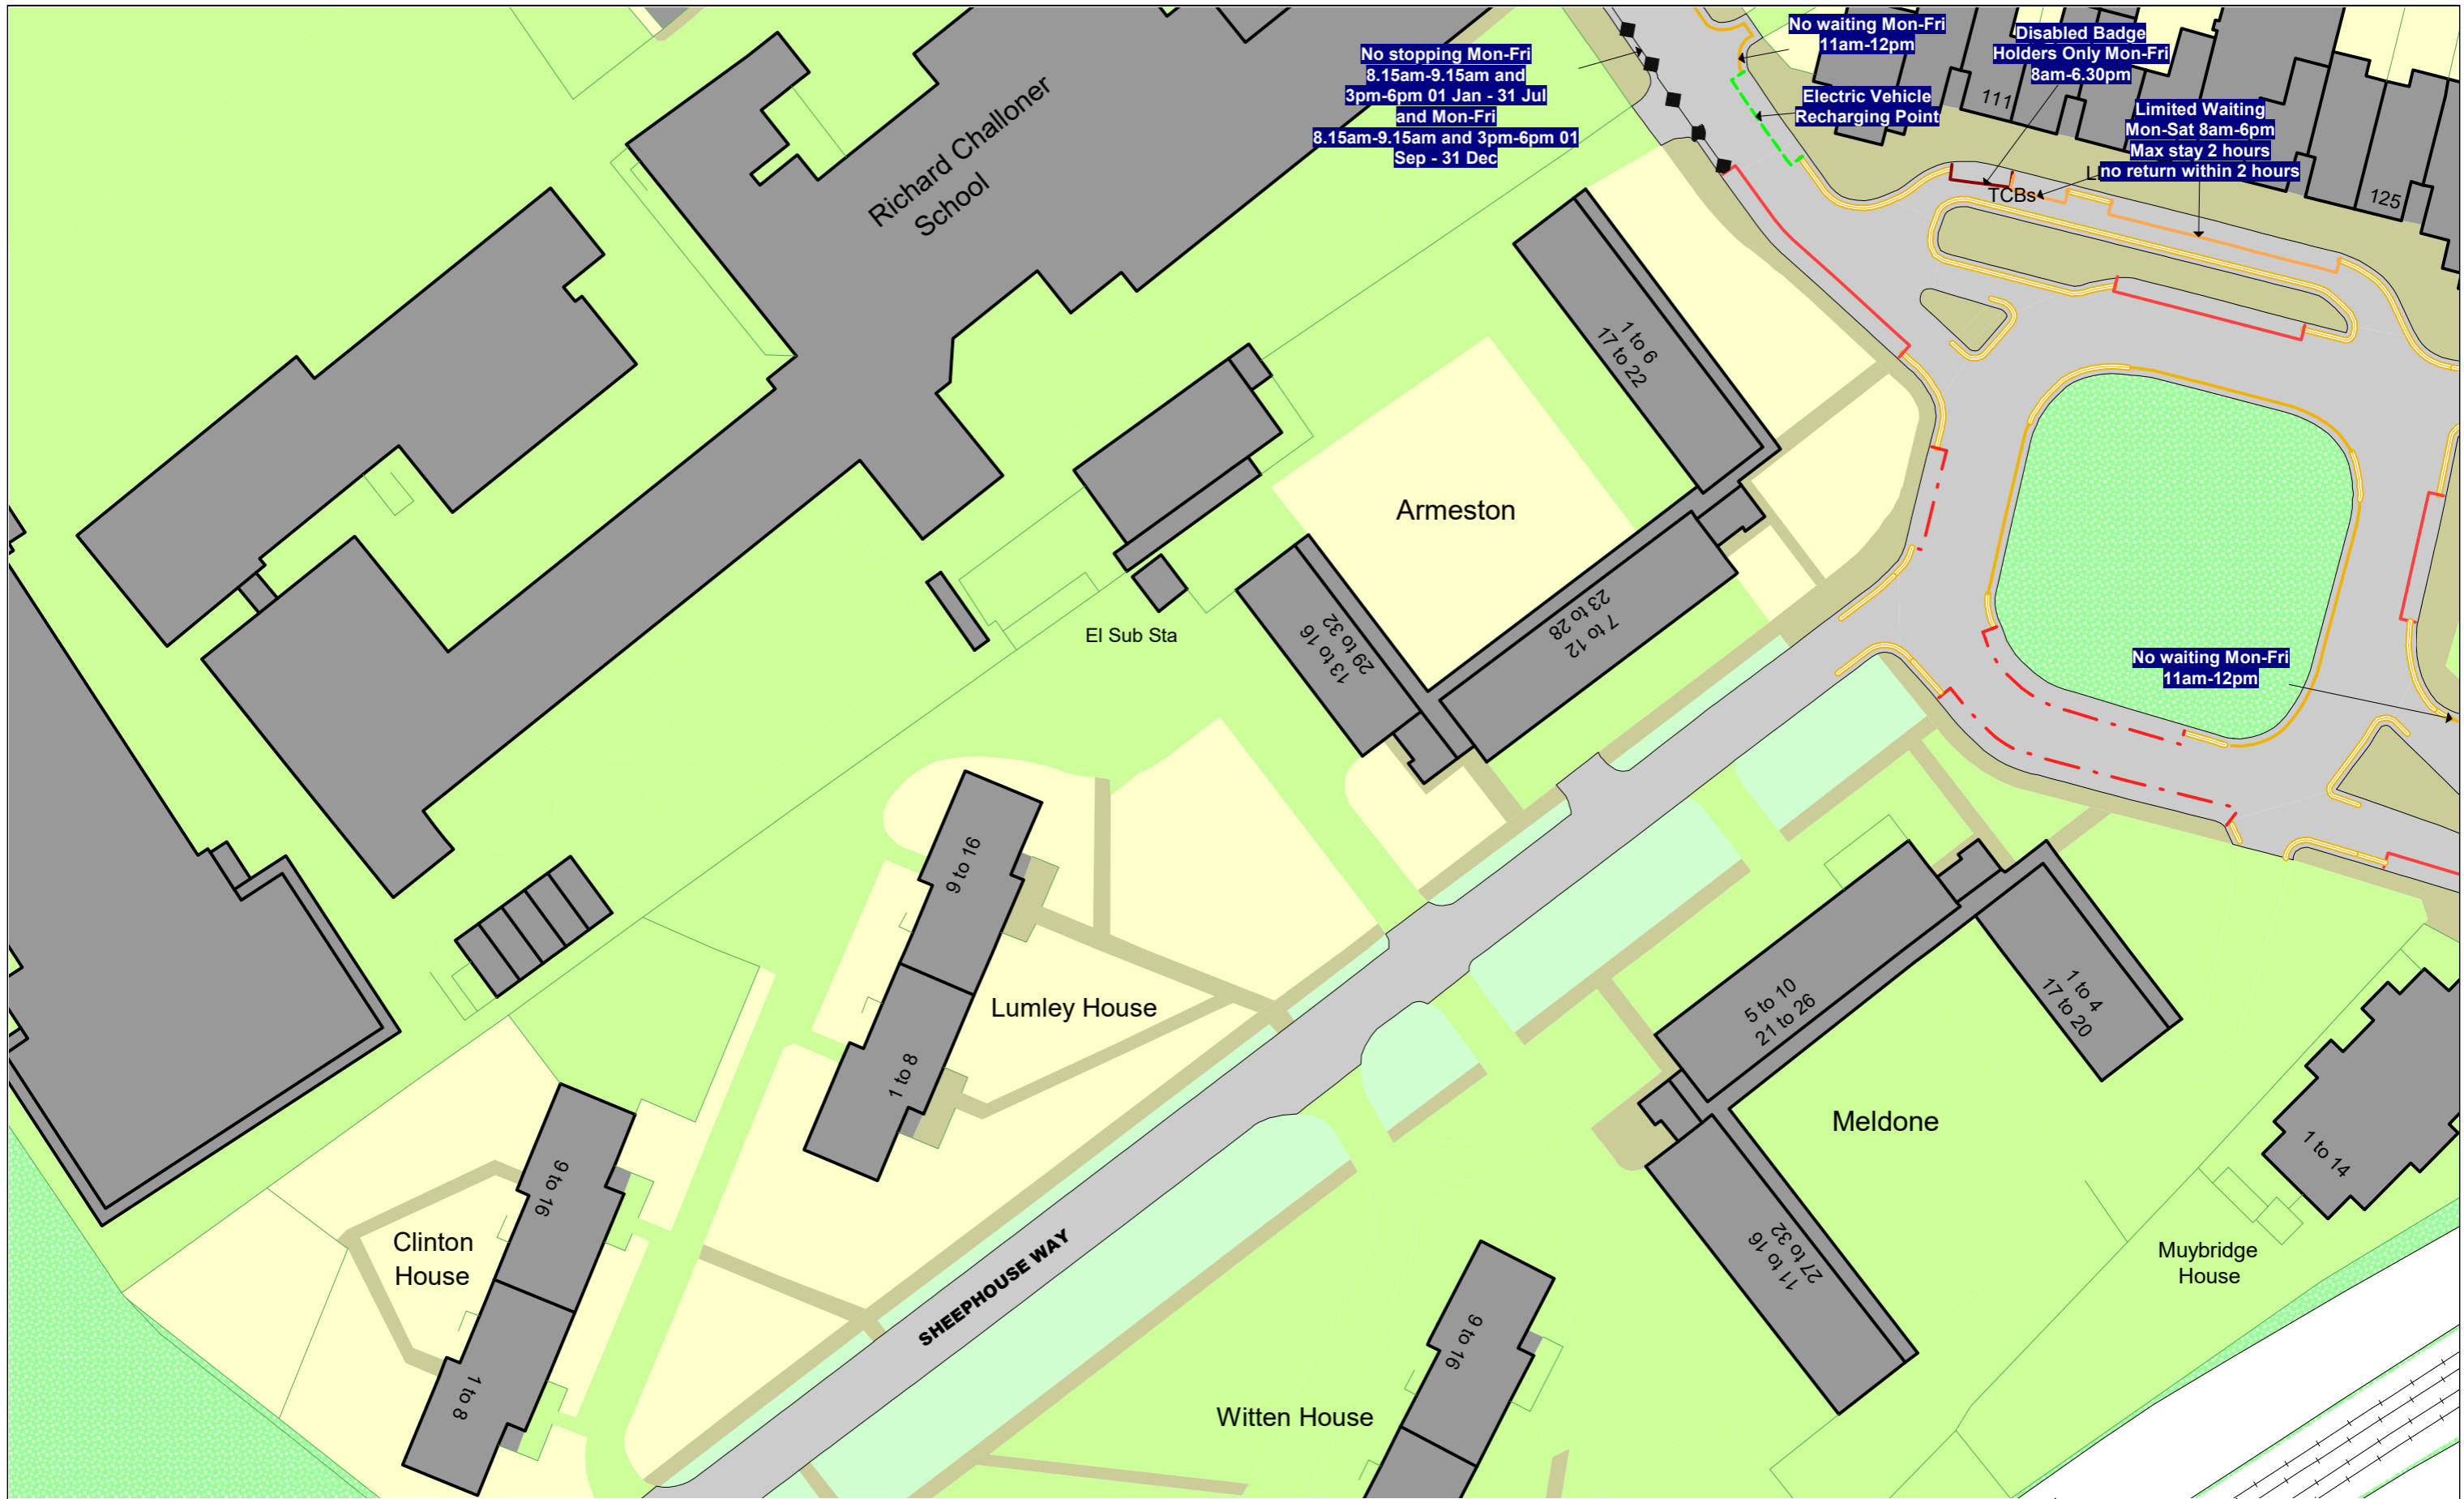 No stopping Mon-Fri
8.15am-9.15am and
3pm-6pm 01 Jan - 31 Jul
and Mon-Fri
8.15am-9.15am and 3pm-6pm 01
Sep - 31 Dec
No waiting Mon-Fri
11am-12pm
Disabled Badge
Holders Only Mon-Fri
8am-6.30pm
Electric Vehicle
Recharging Point
Limited Waiting
Mon-Sat 8am-6pm
Max stay 2 hours
no return within 2 hours
111
125
TCBs
Richard Challoner
School
1 to 6
17 to 22
Armeston
23 to 28
7 to 12
13 to 16
29 to 32
El Sub Sta
No waiting Mon-Fri
11am-12pm
9 to 16
Lumley House
1 to 8
5 to 10
21 to 26
1 to 4
17 to 20
Meldone
1 to 14
9 to 16
Clinton
House
1 to 8
SHEEPHOUSE WAY
11 to 16
27 to 32
Muybridge
House
9 to 16
Witten House